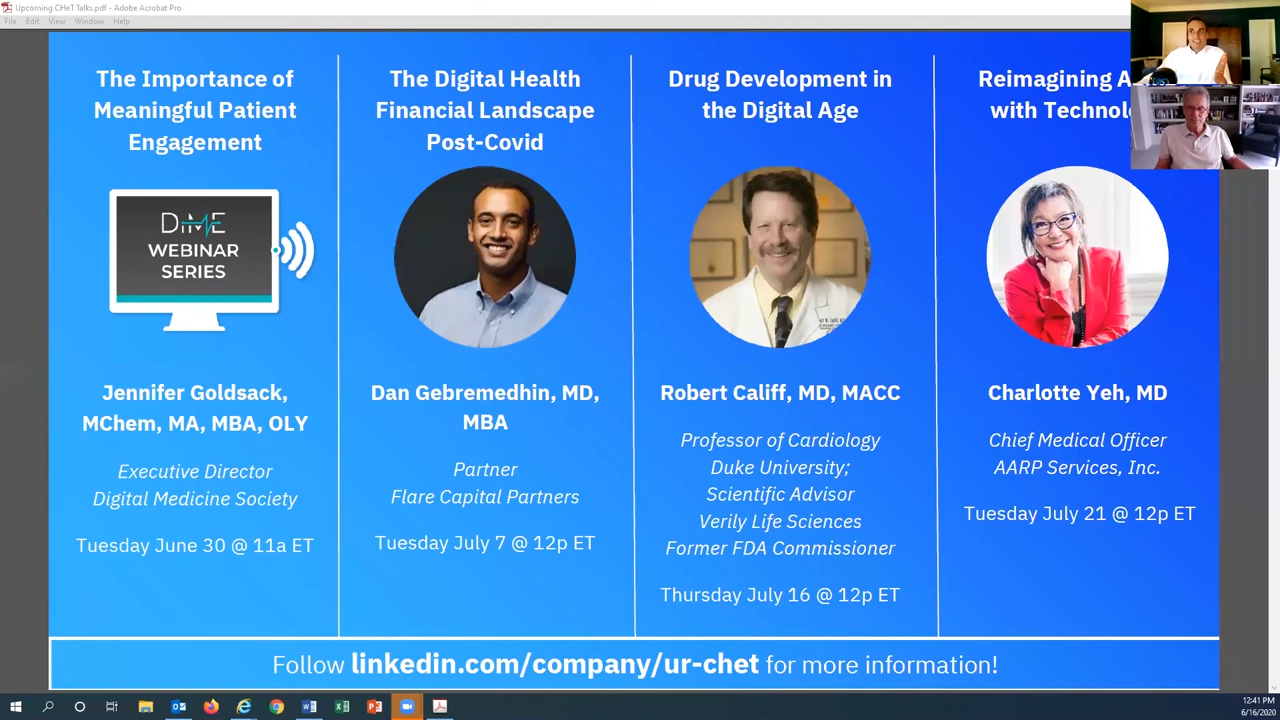 Upcoming CHeT Talks.pdf - Adobe Acrobat Pro
File Edit View Window Help
The Importance of
Meaningful Patient
Engagement
DiME
WEBINAR
SERIES
Jennifer Goldsack,
MChem, MA, MBA, OLY
Executive Director
Digital Medicine Society
Tuesday June 30 @ 11a ET
The Digital Health
Financial Landscape
Post-Covid
Dan Gebremedhin, MD,
MBA
Partner
Flare Capital Partners
Tuesday July 7 @ 12p ET
Drug Development in
the Digital Age
Robert Califf, MD, MACC
Professor of Cardiology
Duke University;
Scientific Advisor
Verily Life Sciences
Former FDA Commissioner
Thursday July 16 @ 12p ET
Reimagining
with
Charlotte Yeh, MD
Chief Medical Officer
AARP Services, Inc.
Tuesday July 21 @ 12p ET
Follow linkedin.com/company/ur-chet for more information!
12:41 PM
6/16/2020